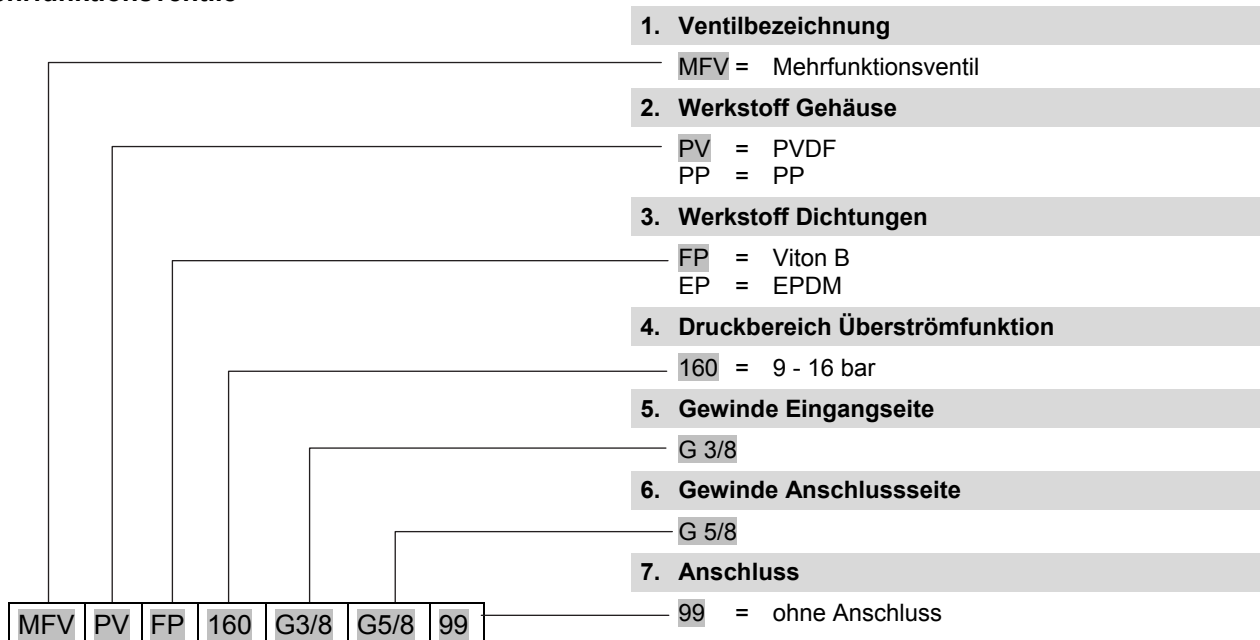 1. Ventilbezeichnung
MFV = Mehrfunktionsventil
2. Werkstoff Gehäuse
PV = PVDF
PP = PP
3. Werkstoff Dichtungen
FP = Viton B
EP = EPDM
4. Druckbereich Überströmfunktion
160 = 9 - 16 bar
5. Gewinde Eingangseite
G 3/8
6. Gewinde Anschlussseite
G 5/8
7. Anschluss
99 = ohne Anschluss
MFV PV FP 160 G3/8 G5/8 99